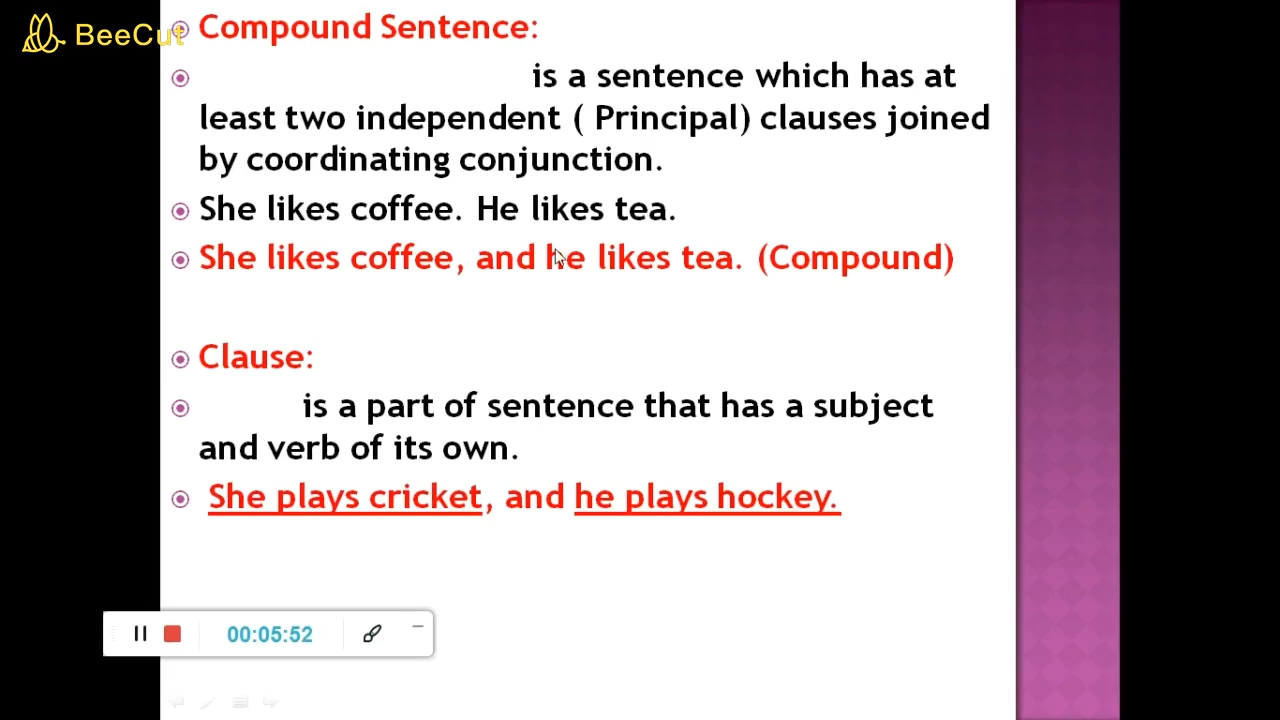 BeeCut
Compound Sentence:
is a sentence which has at
least two independent ( Principal) clauses joined
by coordinating conjunction.
She likes coffee. He likes tea.
She likes coffee, and he likes tea. (Compound)
Clause:
is a part of sentence that has a subject
and verb of its own.
She plays cricket, and he plays hockey.
00:05:52